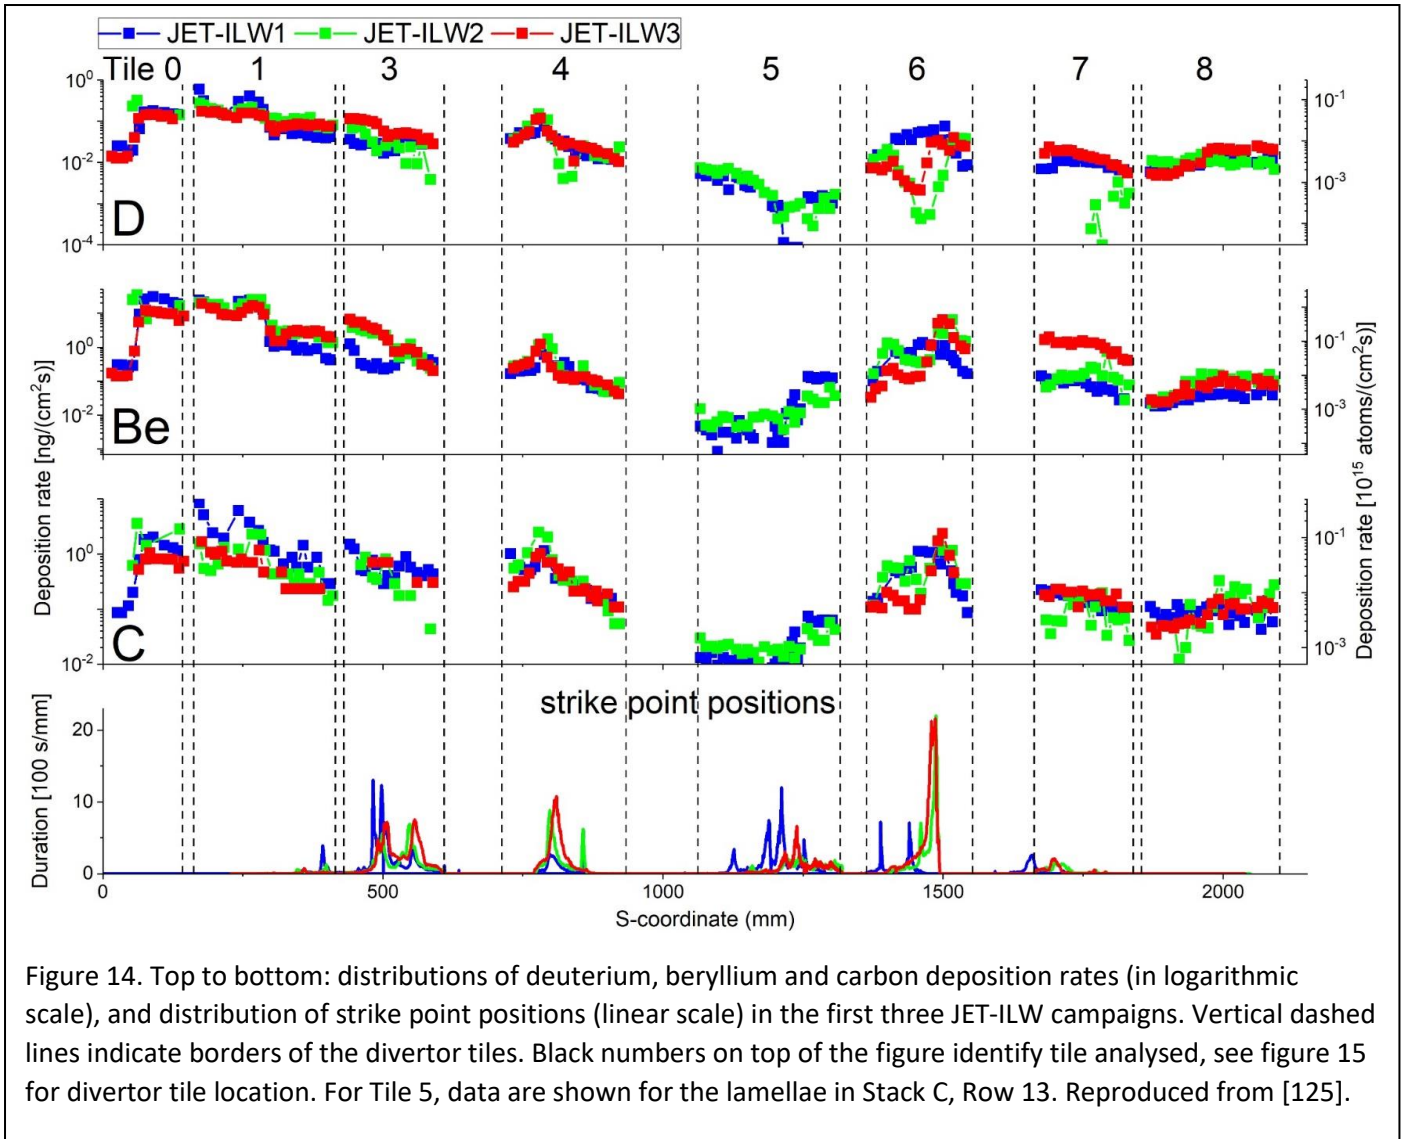 JET-ILW1 JET-ILW2 JET-ILW3
Tile 0 1 3 4 5 6 7 8
10^0
10^-2
10^-4
D
10^-1
10^-3
10^0
10^-2
Be
10^-1
10^-3
10^0
10^-2
C
10^-1
10^-3
Deposition rate [ng/(cm^2s)]
Deposition rate [10^15 atoms/(cm^2s)]
strike point positions
Duration [100 s/mm]
20
10
0
0 500 1000 1500 2000
S-coordinate (mm)
Figure 14. Top to bottom: distributions of deuterium, beryllium and carbon deposition rates (in logarithmic
scale), and distribution of strike point positions (linear scale) in the first three JET-ILW campaigns. Vertical dashed
lines indicate borders of the divertor tiles. Black numbers on top of the figure identify tile analysed, see figure 15
for divertor tile location. For Tile 5, data are shown for the lamellae in Stack C, Row 13. Reproduced from [125].